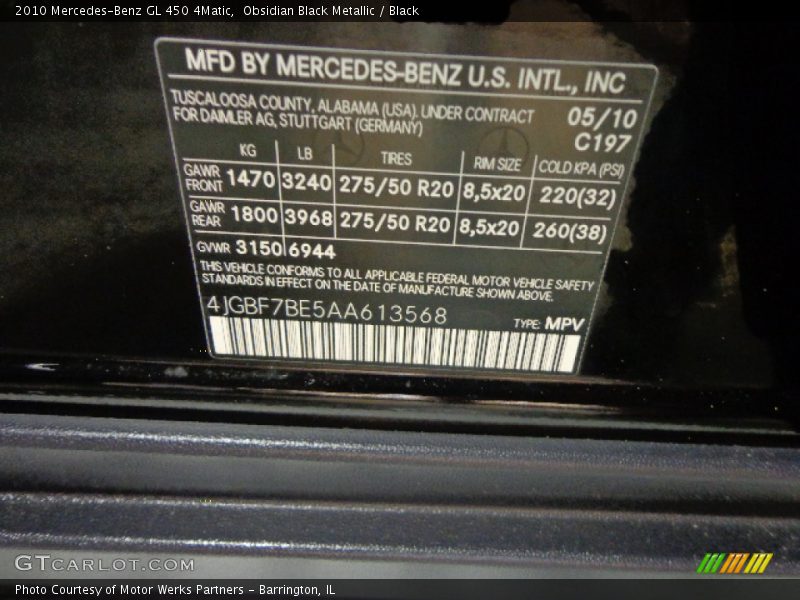 2010 Mercedes-Benz GL 450 4Matic,  Obsidian Black Metallic / Black
MFD BY MERCEDES-BENZ U.S. INTL., INC
TUSCALOOSA COUNTY, ALABAMA (USA). UNDER CONTRACT 05/10
FOR DAIMLER AG, STUTTGART (GERMANY) C197
KG LB TIRES RIM SIZE COLD KPA (PSI)
GAWR FRONT 1470 3240 275/50 R20 8,5x20 220(32)
GAWR REAR 1800 3968 275/50 R20 8,5x20 260(38)
GVWR 3150 6944
THIS VEHICLE CONFORMS TO ALL APPLICABLE FEDERAL MOTOR VEHICLE SAFETY
STANDARDS IN EFFECT ON THE DATE OF MANUFACTURE SHOWN ABOVE.
4JGBF7BE5AA613568 TYPE: MPV
GTCARLOT.COM
Photo Courtesy of Motor Werks Partners - Barrington, IL